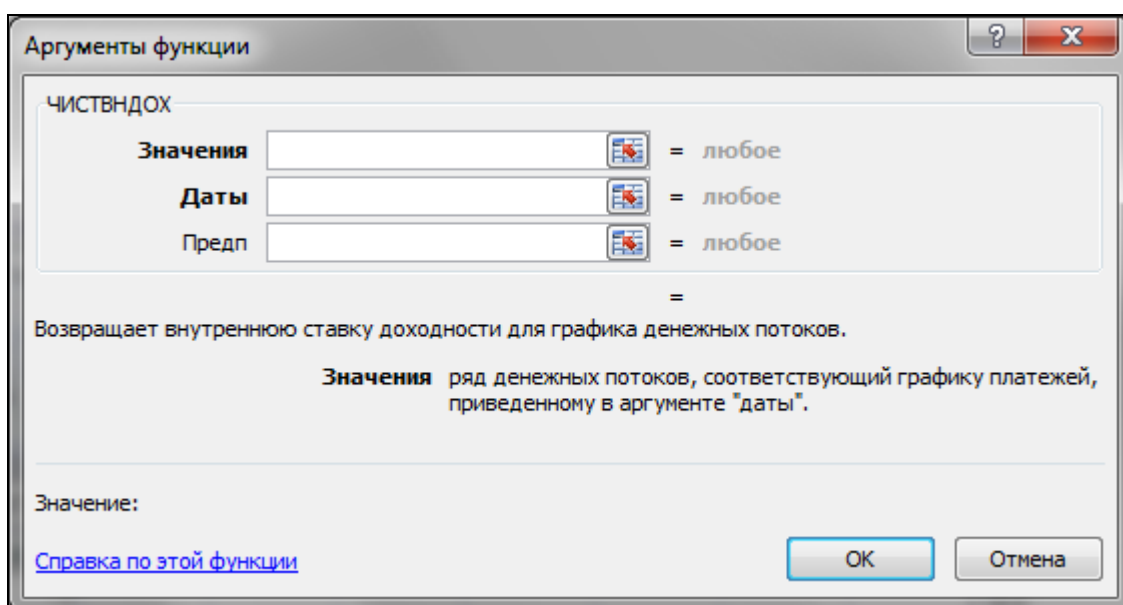 Аргументы функции
ЧИСТВНДОХ
Значения = любое
Даты = любое
Предп = любое
=
Возвращает внутреннюю ставку доходности для графика денежных потоков.
Значения ряд денежных потоков, соответствующий графику платежей,
приведенному в аргументе "даты".
Значение:
Справка по этой функции OK Отмена